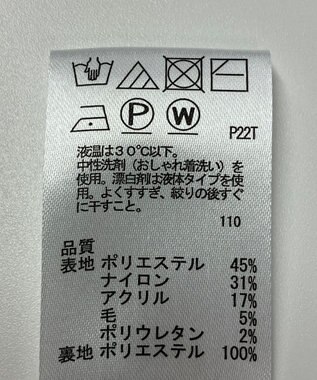 P W P22T
液温は30℃以下。
中性洗剤(おしゃれ着洗い)を
使用。漂白剤は液体タイプを使
用。よくすすぎ、絞りの後すぐ
に干すこと。
110
品質
表地 ポリエステル 45%
ナイロン 31%
アクリル 17%
毛 5%
ポリウレタン 2%
裏地 ポリエステル 100%